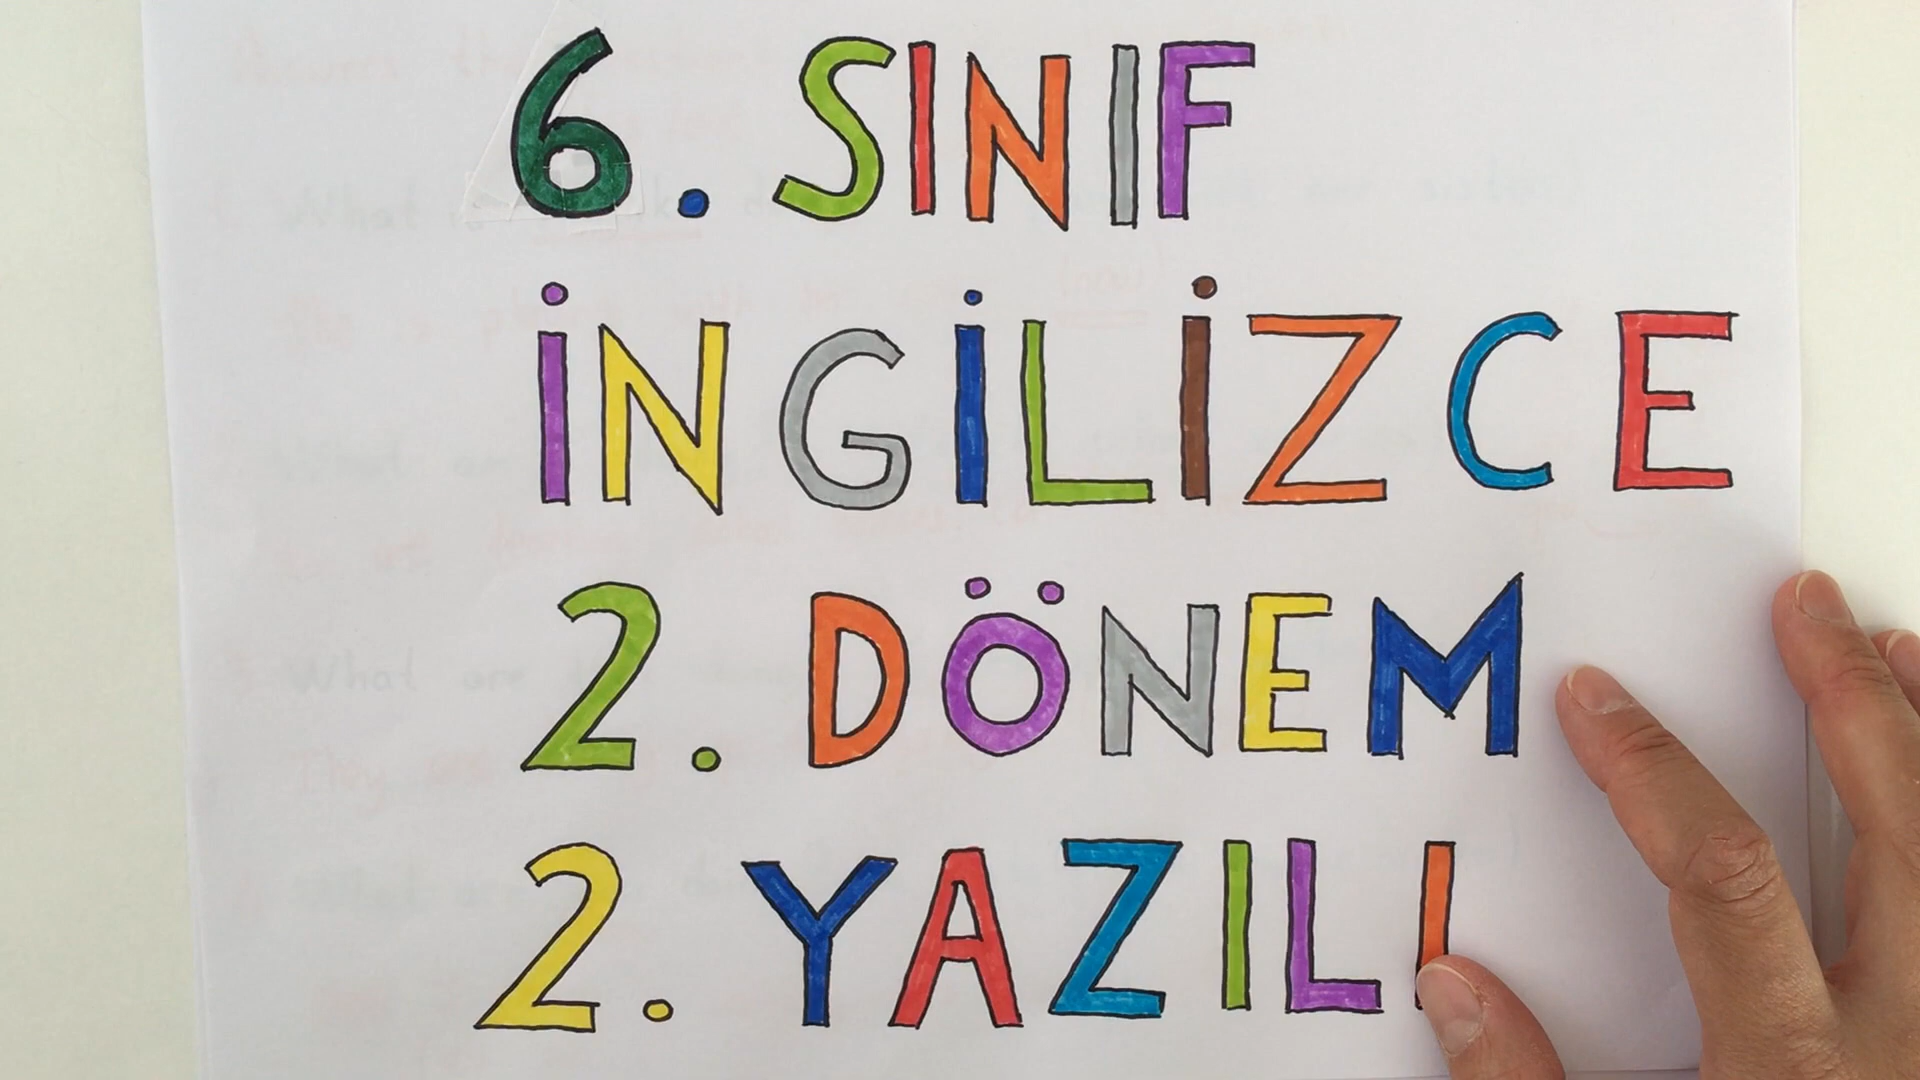 6. SINIF
İNGİLİZCE
2. DÖNEM
2. YAZILI